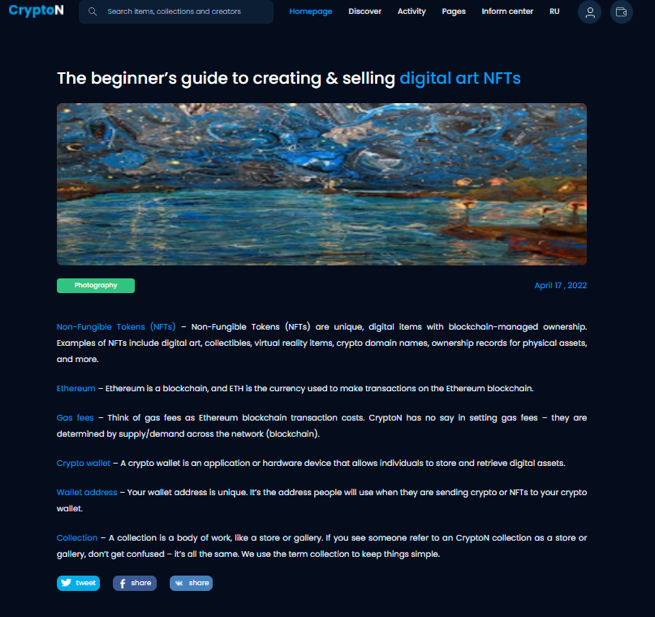 CryptoN
Search items, collections and creators
Homepage
Discover
Activity
Pages
Inform center
RU
The beginner's guide to creating & selling digital art NFTs
Photography
April 17 , 2022
Non-Fungible Tokens (NFTs) – Non-Fungible Tokens (NFTs) are unique, digital items with blockchain-managed ownership.
Examples of NFTs include digital art, collectibles, virtual reality items, crypto domain names, ownership records for physical assets,
and more.
Ethereum – Ethereum is a blockchain, and ETH is the currency used to make transactions on the Ethereum blockchain.
Gas fees – Think of gas fees as Ethereum blockchain transaction costs. CryptoN has no say in setting gas fees – they are
determined by supply/demand across the network (blockchain).
Crypto wallet – A crypto wallet is an application or hardware device that allows individuals to store and retrieve digital assets.
Wallet address – Your wallet address is unique. It's the address people will use when they are sending crypto or NFTs to your crypto
wallet.
Collection – A collection is a body of work, like a store or gallery. If you see someone refer to an CryptoN collection as a store or
gallery, don't get confused – it's all the same. We use the term collection to keep things simple.
tweet
share
share